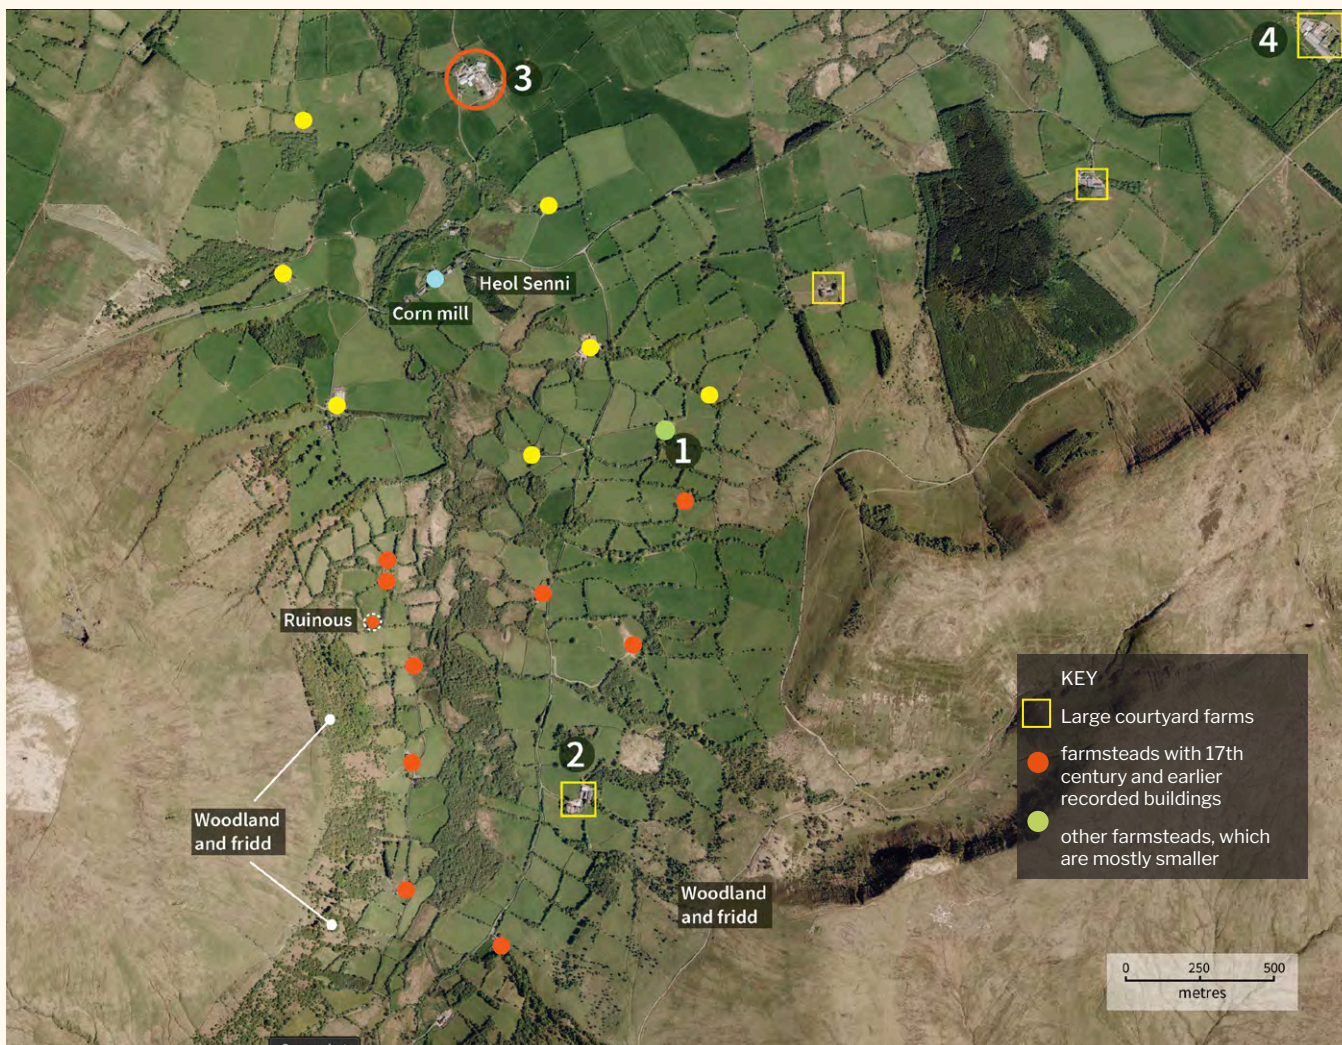 4
3
Heol Senni
Corn mill
1
Ruinous
2
Woodland
and fridd
Woodland
and fridd
KEY
Large courtyard farms
farmsteads with 17th
century and earlier
recorded buildings
other farmsteads, which
are mostly smaller
0 250 500
metres